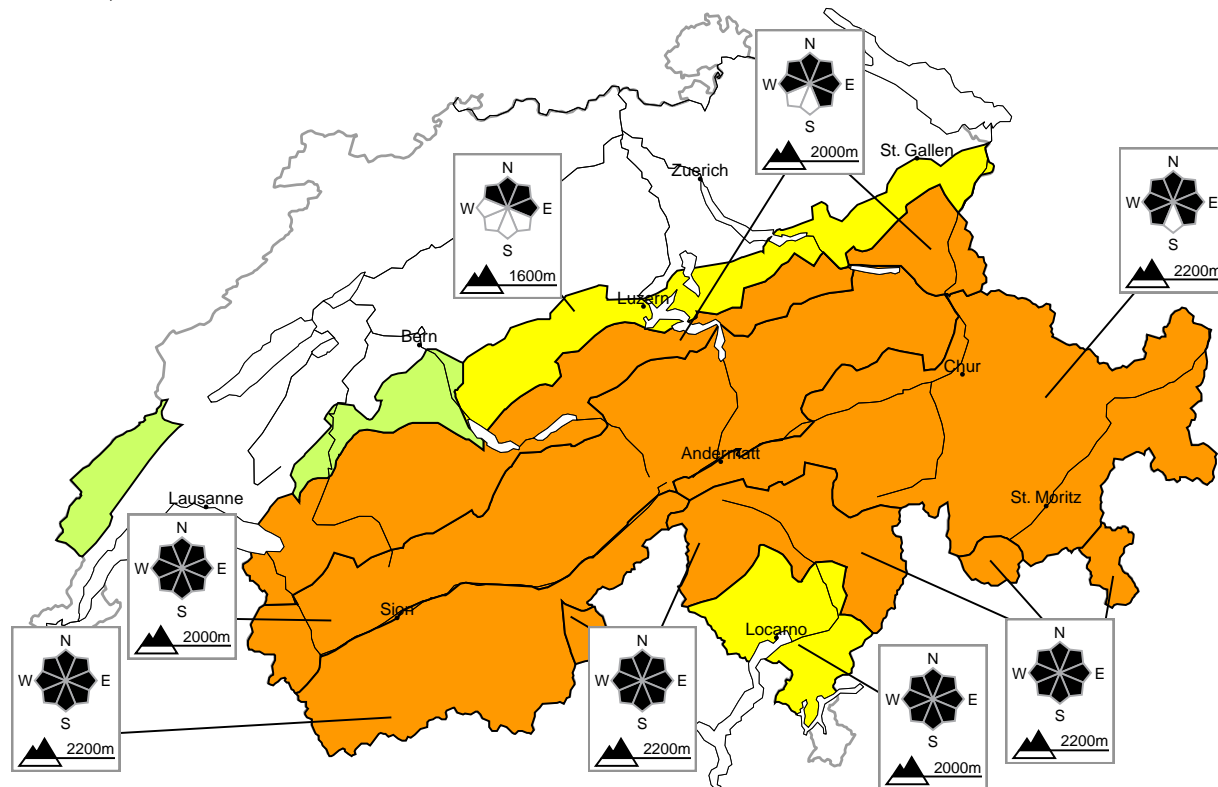 N
W E
S
2000m
St. Gallen
Zuerich
N
W E
S
1600m
N
W E
S
2200m
Luzern
Bern
Chur
Andermatt
St. Moritz
Lausanne
N
W E
S
2000m
Sion
Locarno
N
W E
S
2200m
N
W E
S
2200m
N
W E
S
2000m
N
W E
S
2200m